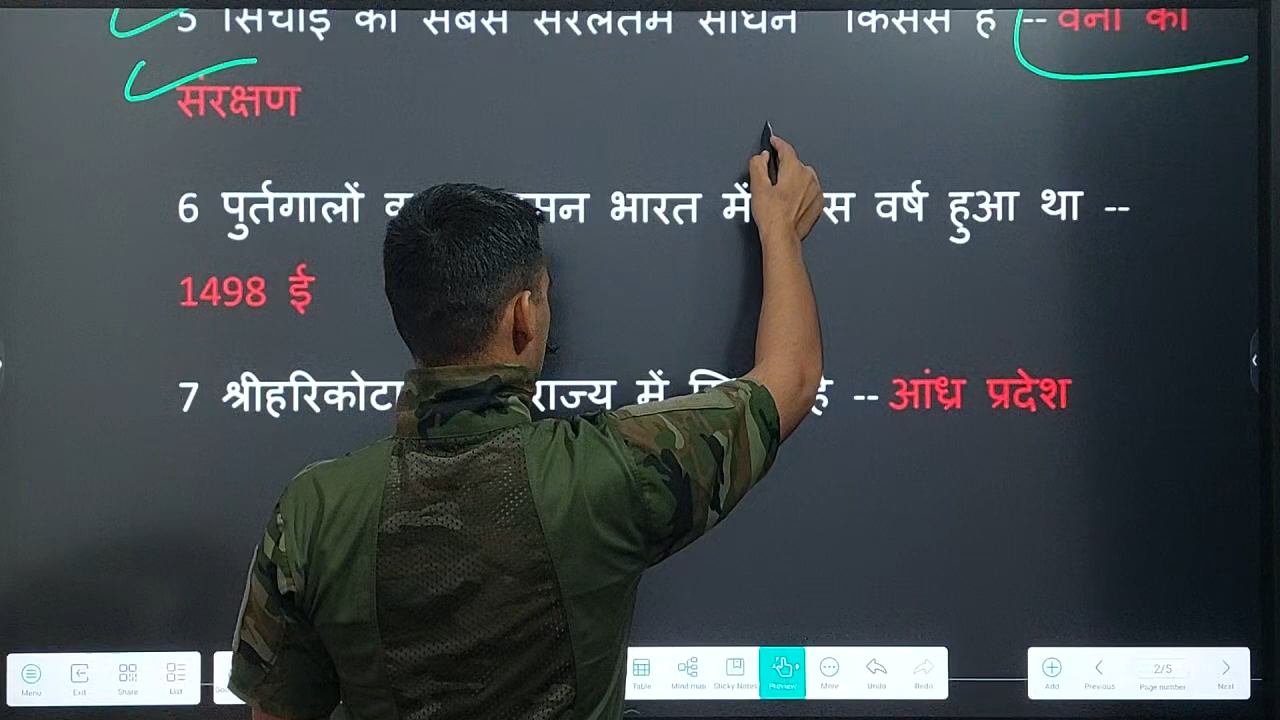 5 सिंचाई का सबसे सरलतम साधन किससे है -- वनों का
संरक्षण
6 पुर्तगालों भारत में वर्ष हुआ था --
1498 ई
7 श्रीहरिकोटा राज्य में है -- आंध्र प्रदेश
Menu Exit Share List Table Mind map Sticky Notes Preview More Undo Redo Add Previous 2/5 Page number Next